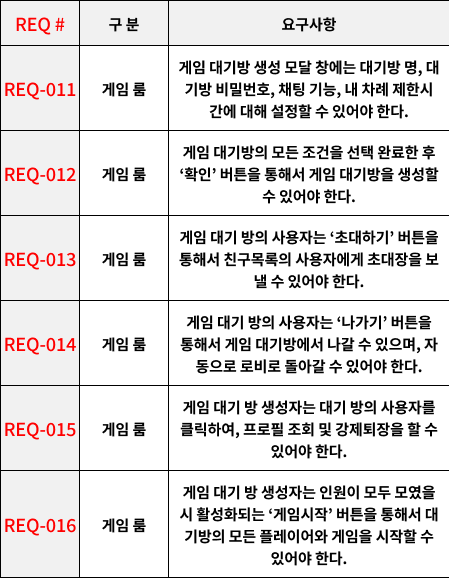 REQ # 구 분 요구사항
REQ-011 게임 룸 게임 대기방 생성 모달 창에는 대기방 명, 대
기방 비밀번호, 채팅 기능, 내 차례 제한시
간에 대해 설정할 수 있어야 한다.
REQ-012 게임 룸 게임 대기방의 모든 조건을 선택 완료한 후
‘확인’ 버튼을 통해서 게임 대기방을 생성할
수 있어야 한다.
REQ-013 게임 룸 게임 대기 방의 사용자는 ‘초대하기’ 버튼을
통해서 친구목록의 사용자에게 초대장을 보
낼 수 있어야 한다.
REQ-014 게임 룸 게임 대기 방의 사용자는 ‘나가기’ 버튼을
통해서 게임 대기방에서 나갈 수 있으며, 자
동으로 로비로 돌아갈 수 있어야 한다.
REQ-015 게임 룸 게임 대기 방 생성자는 대기 방의 사용자를
클릭하여, 프로필 조회 및 강제퇴장을 할 수
있어야 한다.
REQ-016 게임 룸 게임 대기 방 생성자는 인원이 모두 모였을
시 활성화되는 ‘게임시작’ 버튼을 통해서 대
기방의 모든 플레이어와 게임을 시작할 수
있어야 한다.